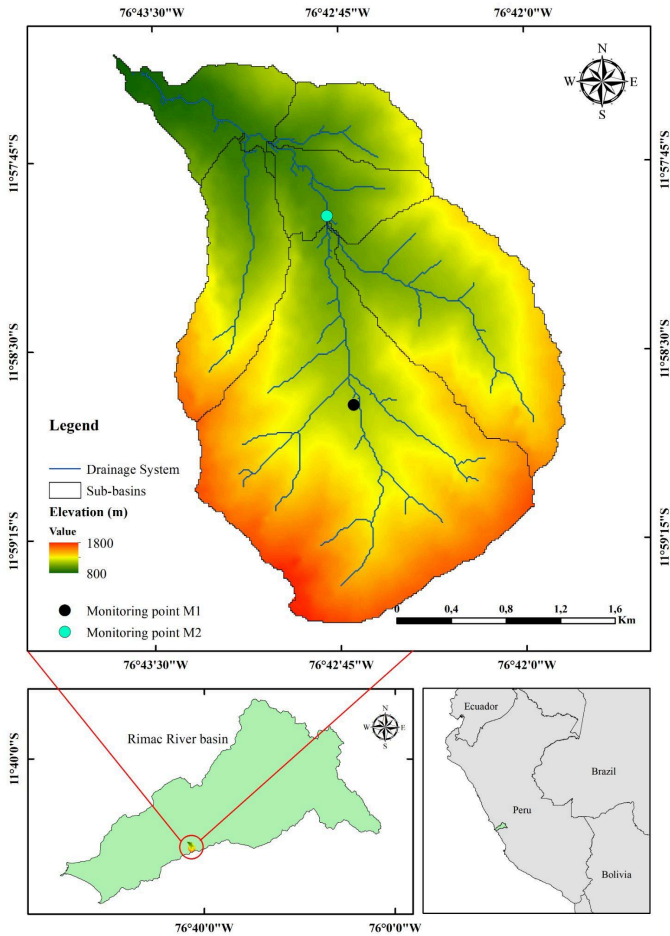 76°43'30"W 76°42'45"W 76°42'0"W
N
W E
S
11°57'45"S 11°57'45"S
11°58'30"S 11°58'30"S
Legend
Drainage System
Sub-basins
Elevation (m)
Value
1800
800
11°59'15"S 11°59'15"S
Monitoring point M1
Monitoring point M2
0 0,4 0,8 1,2 1,6
Km
76°43'30"W 76°42'45"W 76°42'0"W
Rimac River basin
N
W E
S
11°40'0"S
76°40'0"W 76°0'0"W
Ecuador
Brazil
Peru
Bolivia